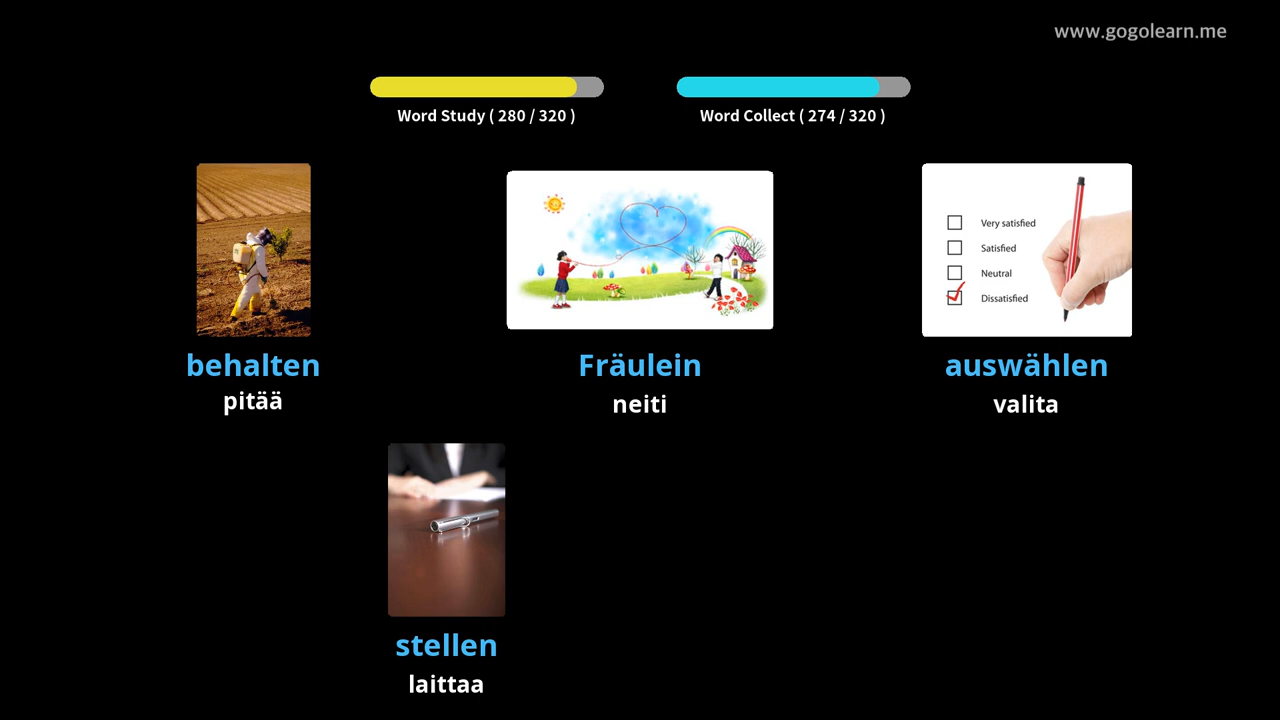 www.gogolearn.me
Word Study ( 280 / 320 )
Word Collect ( 274 / 320 )
Very satisfied
Satisfied
Neutral
Dissatisfied
behalten
pitää
Fräulein
neiti
auswählen
valita
stellen
laittaa